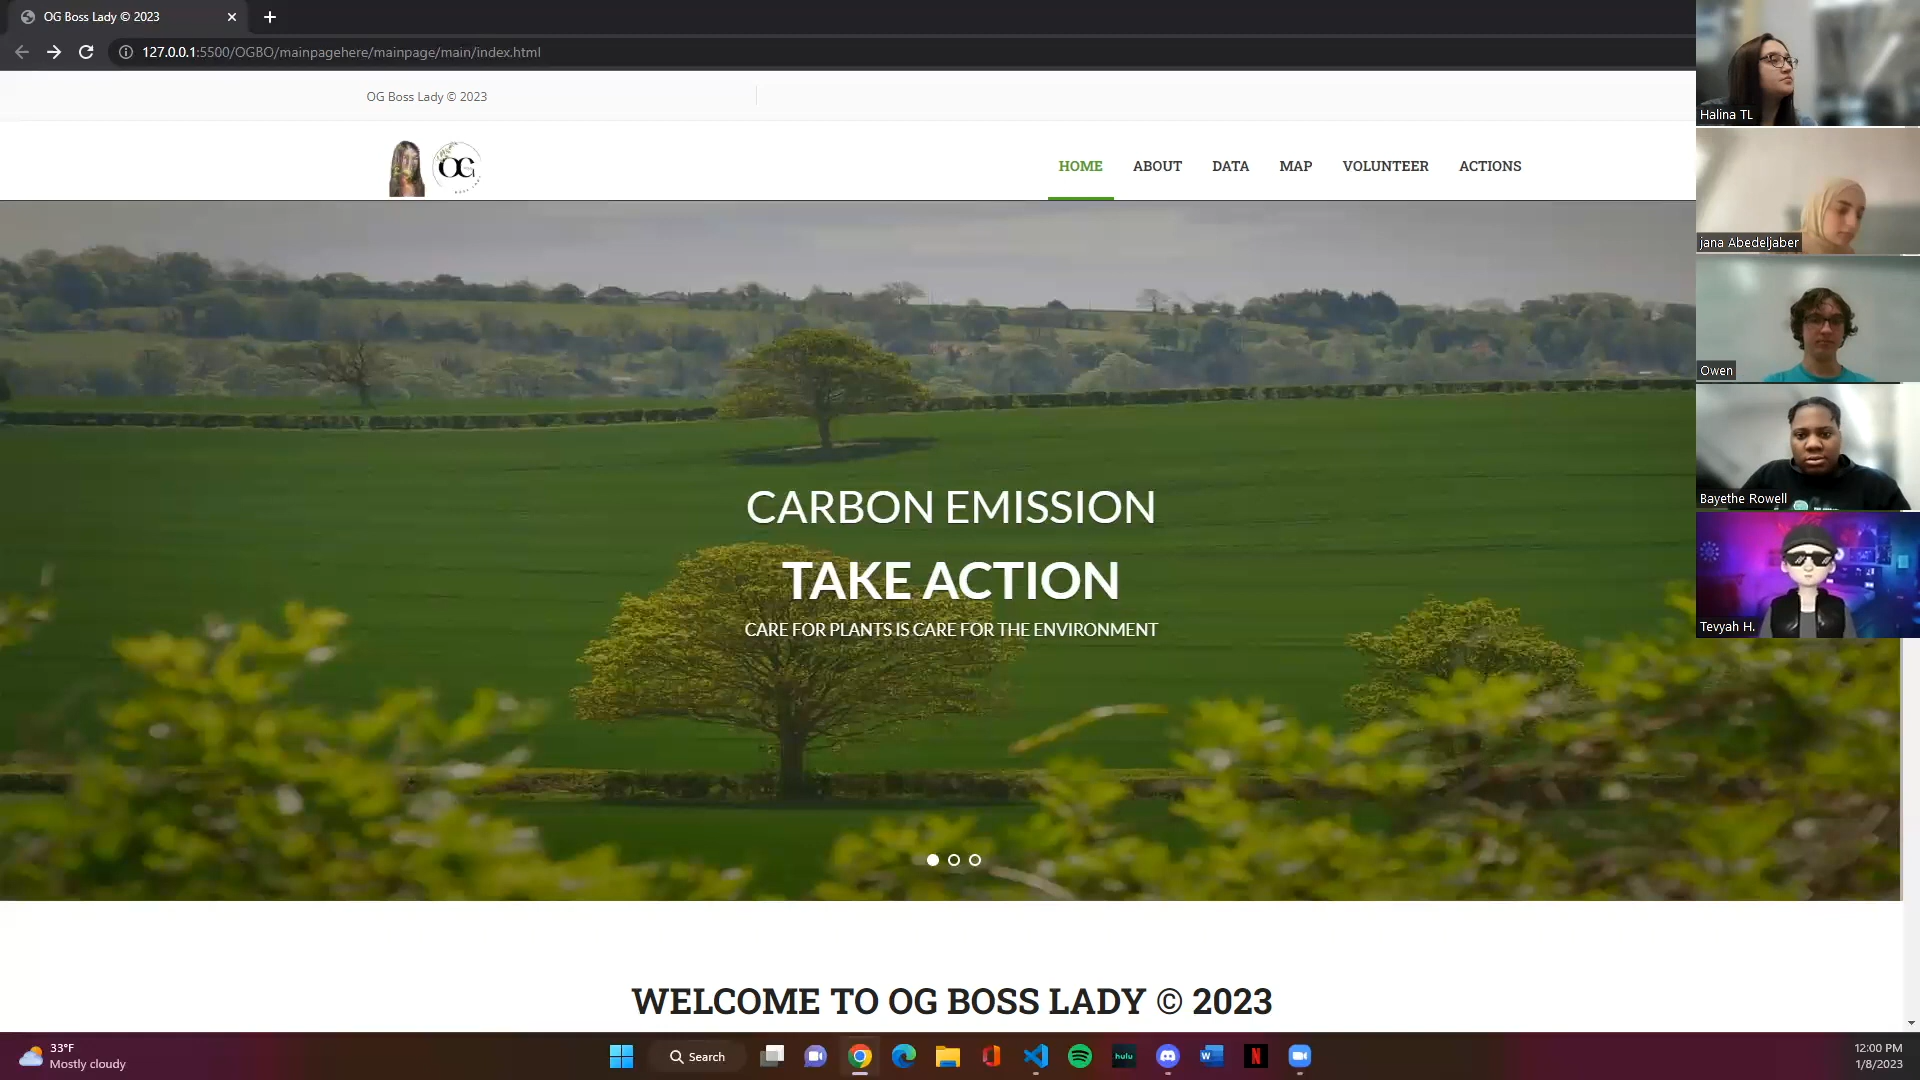 OG Boss Lady © 2023
127.0.0.1:5500/OGBO/mainpagehere/mainpage/main/index.html
OG Boss Lady © 2023
OG
HOME ABOUT DATA MAP VOLUNTEER ACTIONS
CARBON EMISSION
TAKE ACTION
CARE FOR PLANTS IS CARE FOR THE ENVIRONMENT
WELCOME TO OG BOSS LADY © 2023
Halina TL
jana Abedeljaber
Owen
Bayethe Rowell
Tevyah H.
33°F
Mostly cloudy
Search
hulu
12:00 PM
1/8/2023